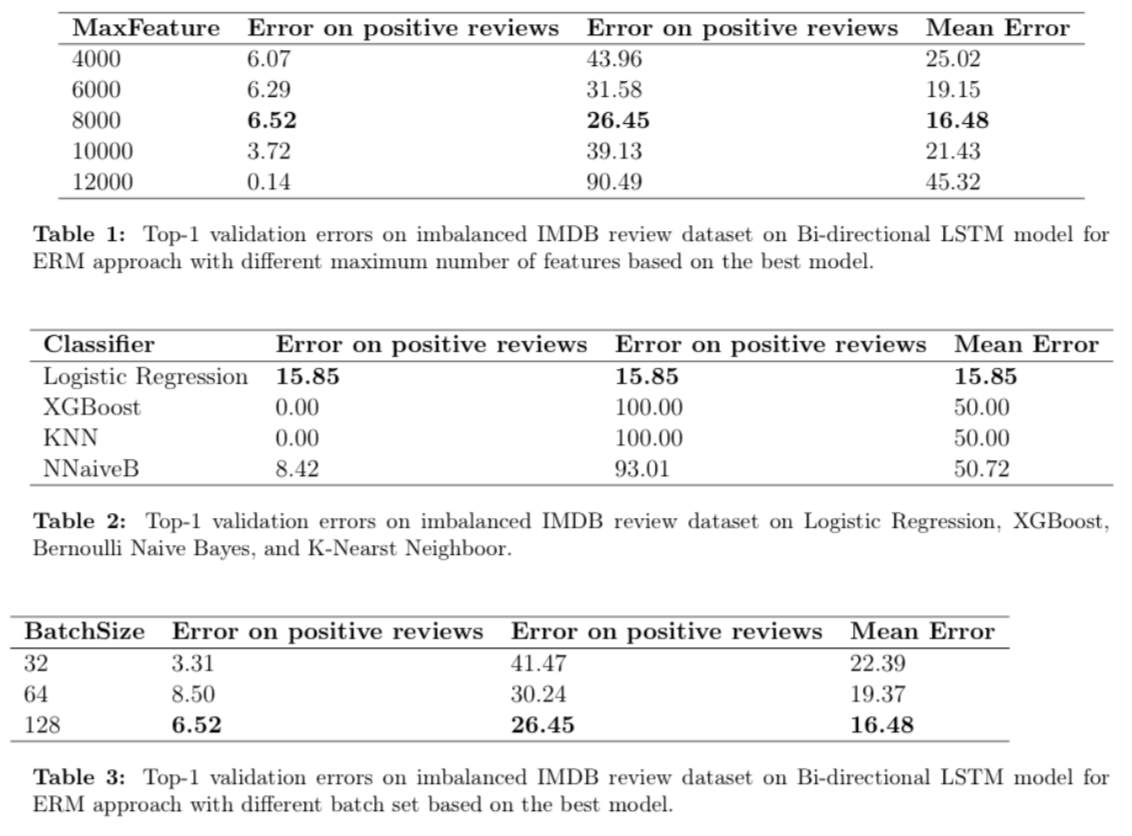 MaxFeature Error on positive reviews Error on positive reviews Mean Error
4000 6.07 43.96 25.02
6000 6.29 31.58 19.15
8000 6.52 26.45 16.48
10000 3.72 39.13 21.43
12000 0.14 90.49 45.32
Table 1: Top-1 validation errors on imbalanced IMDB review dataset on Bi-directional LSTM model for
ERM approach with different maximum number of features based on the best model.
Classifier Error on positive reviews Error on positive reviews Mean Error
Logistic Regression 15.85 15.85 15.85
XGBoost 0.00 100.00 50.00
KNN 0.00 100.00 50.00
NNaiveB 8.42 93.01 50.72
Table 2: Top-1 validation errors on imbalanced IMDB review dataset on Logistic Regression, XGBoost,
Bernoulli Naive Bayes, and K-Nearst Neighboor.
BatchSize Error on positive reviews Error on positive reviews Mean Error
32 3.31 41.47 22.39
64 8.50 30.24 19.37
128 6.52 26.45 16.48
Table 3: Top-1 validation errors on imbalanced IMDB review dataset on Bi-directional LSTM model for
ERM approach with different batch set based on the best model.